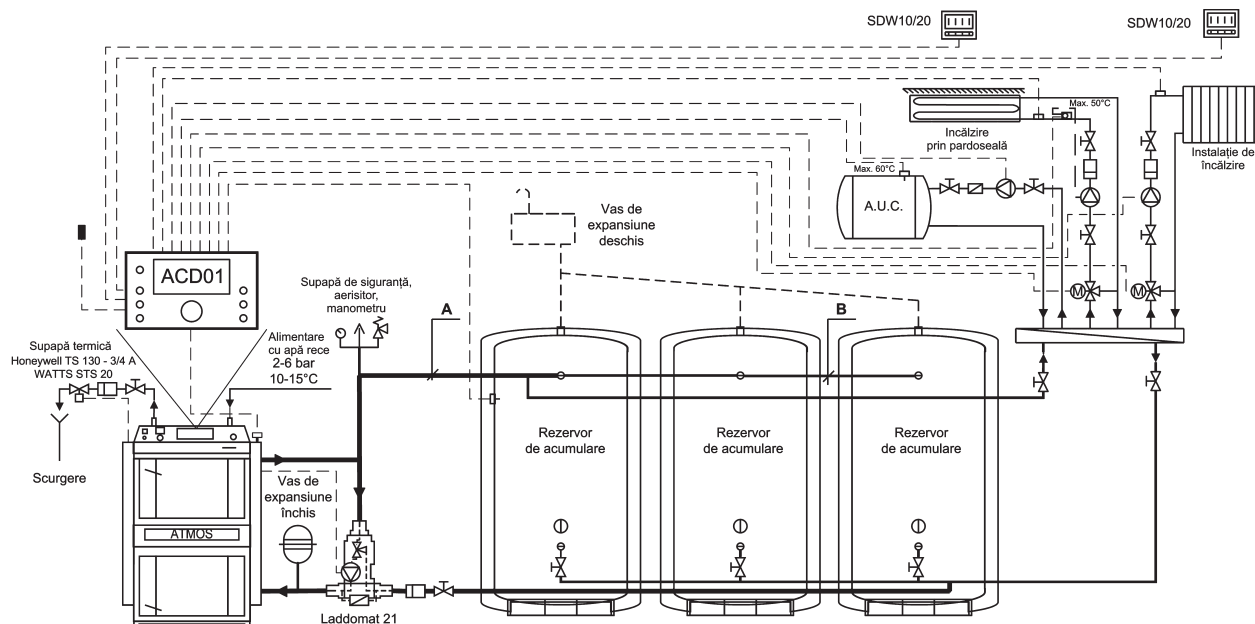 SDW10/20
SDW10/20
Max. 50°C
Incălzire
prin pardoseală
Instalație de
încălzire
Max. 60°C
A.U.C.
Vas de
expansiune
deschis
ACD01
Supapă de siguranță,
aerisitor,
manometru
A
B
Supapă termică
Honeywell TS 130 - 3/4 A
WATTS STS 20
Alimentare
cu apă rece
2-6 bar
10-15°C
M
M
Scurgere
Rezervor
de acumulare
Rezervor
de acumulare
Rezervor
de acumulare
Vas de
expansiune
închis
ATMOS
Laddomat 21